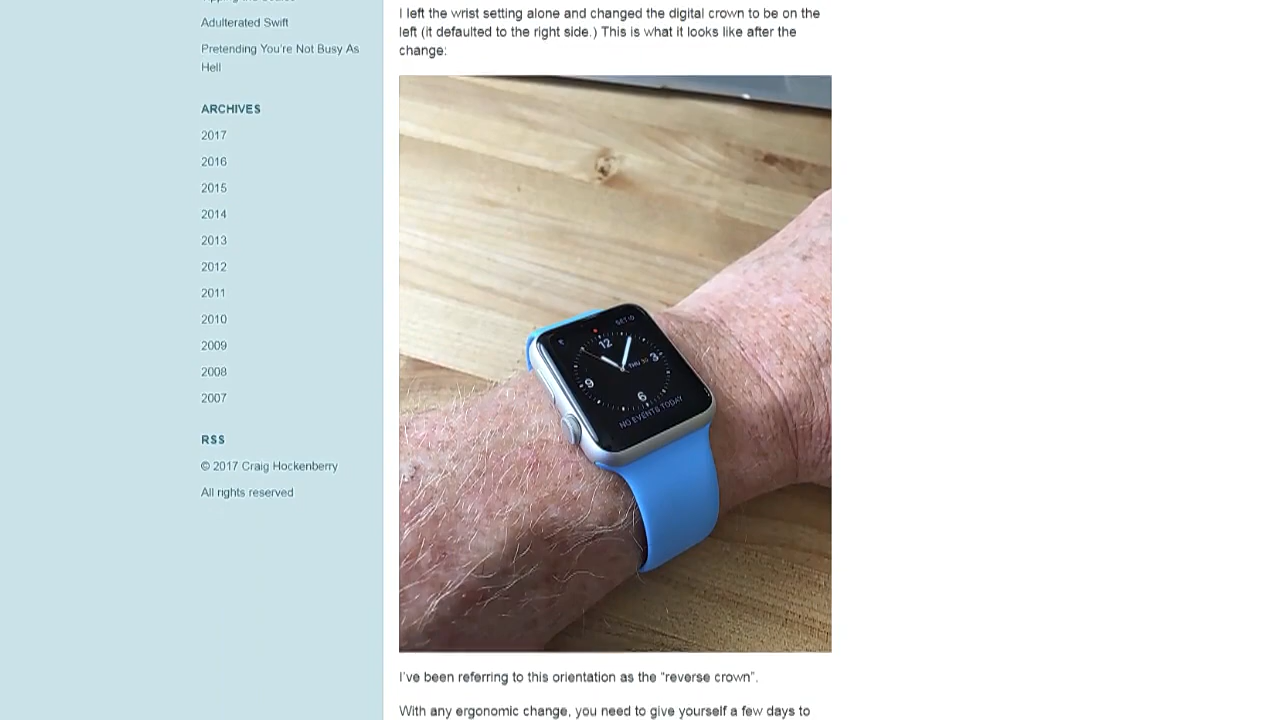 Adulterated Swift
Pretending You're Not Busy As
Hell
ARCHIVES
2017
2016
2015
2014
2013
2012
2011
2010
2009
2008
2007
RSS
© 2017 Craig Hockenberry
All rights reserved
I left the wrist setting alone and changed the digital crown to be on the
left (it defaulted to the right side.) This is what it looks like after the
change:
12
3
6
9
NO EVENTS TODAY
I've been referring to this orientation as the "reverse crown".
With any ergonomic change, you need to give yourself a few days to